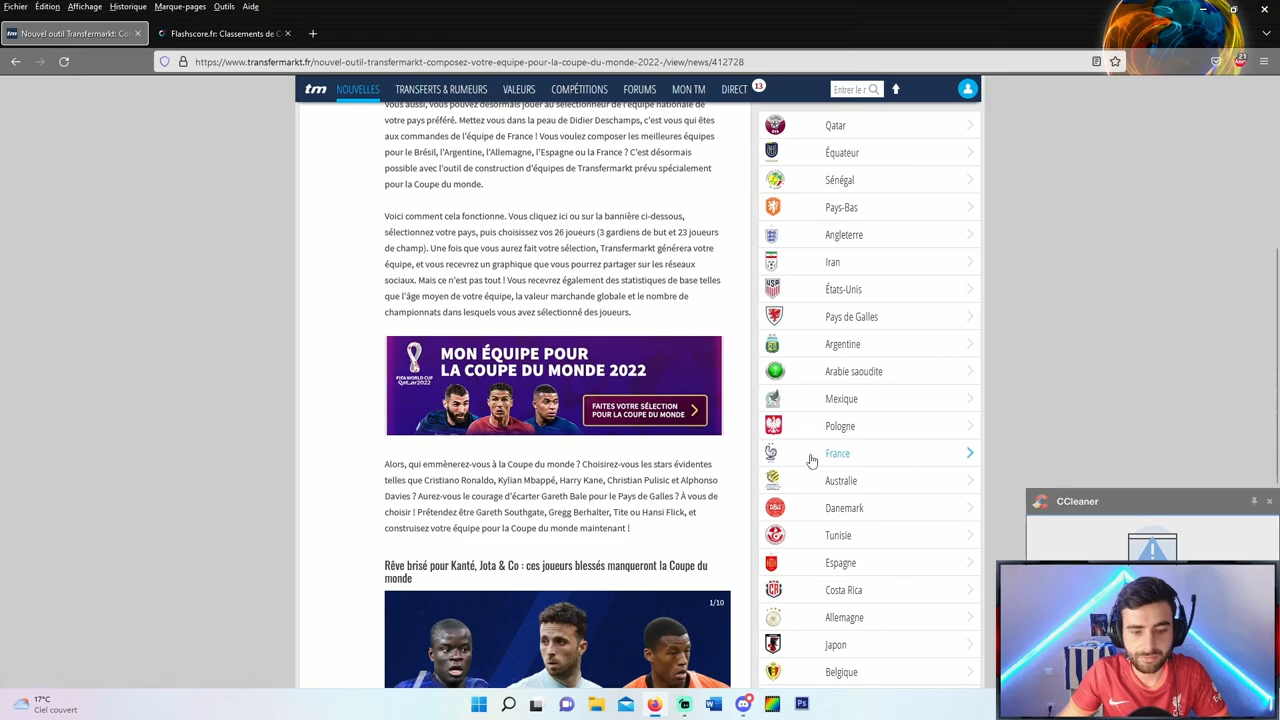 Fichier Édition Affichage Historique Marque-pages Outils Aide
tm Nouvel outil Transfermarkt: Co
Flashscore.fr: Classements de C
https://www.transfermarkt.fr/nouvel-outil-transfermarkt-composez-votre-equipe-pour-la-coupe-du-monde-2022-/view/news/412728
21
tm NOUVELLES TRANSFERTS & RUMEURS VALEURS COMPÉTITIONS FORUMS MON TM DIRECT 13 Entrer le r
Vous aussi, vous pouvez désormais jouer au sélectionneur de l'équipe nationale de
votre pays préféré. Mettez vous dans la peau de Didier Deschamps, c'est vous qui êtes
aux commandes de l'équipe de France ! Vous voulez composer les meilleures équipes
pour le Brésil, l'Argentine, l'Allemagne, l'Espagne ou la France ? C'est désormais
possible avec l'outil de construction d'équipes de Transfermarkt prévu spécialement
pour la Coupe du monde.
Voici comment cela fonctionne. Vous cliquez ici ou sur la bannière ci-dessous,
sélectionnez votre pays, puis choisissez vos 26 joueurs (3 gardiens de but et 23 joueurs
de champ). Une fois que vous aurez fait votre sélection, Transfermarkt générera votre
équipe, et vous recevrez un graphique que vous pourrez partager sur les réseaux
sociaux. Mais ce n'est pas tout ! Vous recevrez également des statistiques de base telles
que l'âge moyen de votre équipe, la valeur marchande globale et le nombre de
championnats dans lesquels vous avez sélectionné des joueurs.
FIFA WORLD CUP
Qatar2022
MON ÉQUIPE POUR
LA COUPE DU MONDE 2022
FAITES VOTRE SÉLECTION
POUR LA COUPE DU MONDE
Alors, qui emmènerez-vous à la Coupe du monde ? Choisirez-vous les stars évidentes
telles que Cristiano Ronaldo, Kylian Mbappé, Harry Kane, Christian Pulisic et Alphonso
Davies ? Aurez-vous le courage d'écarter Gareth Bale pour le Pays de Galles ? À vous de
choisir ! Prétendez être Gareth Southgate, Gregg Berhalter, Tite ou Hansi Flick, et
construisez votre équipe pour la Coupe du monde maintenant !
Rêve brisé pour Kanté, Jota & Co : ces joueurs blessés manqueront la Coupe du
monde
1/10
Qatar
Équateur
Sénégal
Pays-Bas
Angleterre
Iran
États-Unis
Pays de Galles
Argentine
Arabie saoudite
Mexique
Pologne
France
Australie
Danemark
Tunisie
Espagne
Costa Rica
Allemagne
Japon
Belgique
CCleaner
17°C
Ciel couvert